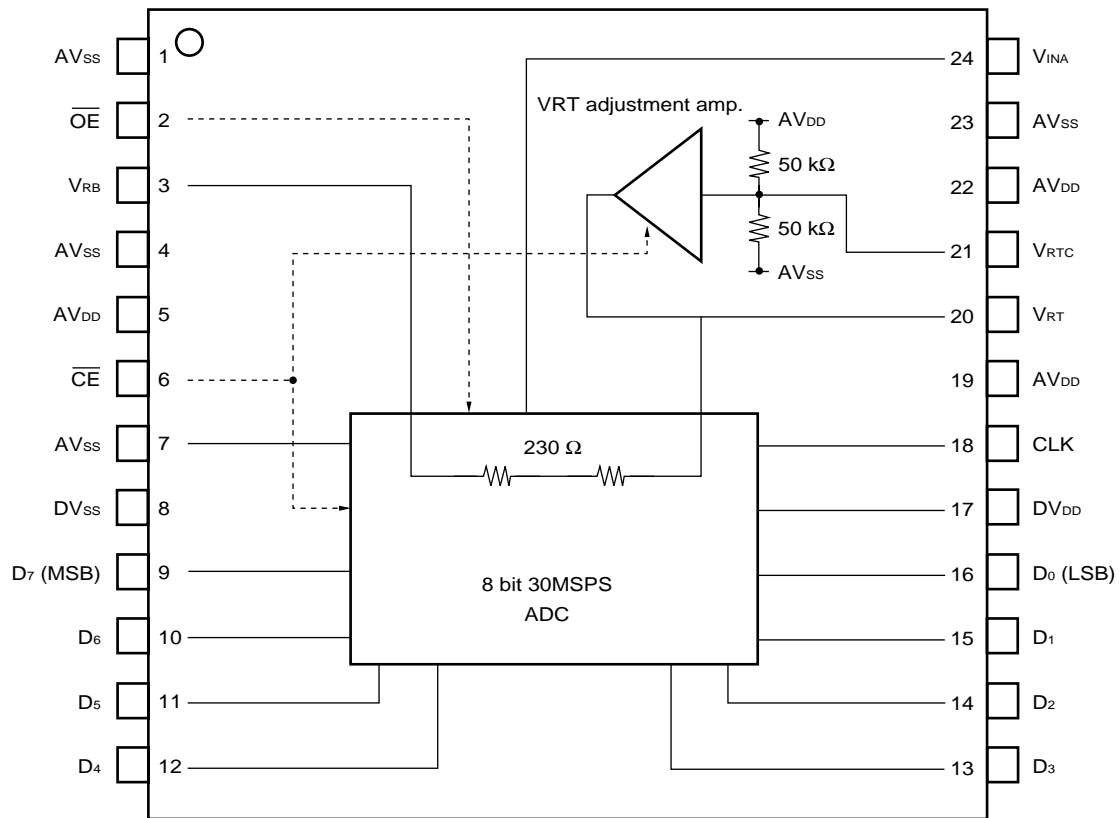 AVSS 1
OE 2
VRB 3
AVSS 4
AVDD 5
CE 6
AVSS 7
DVSS 8
D7 (MSB) 9
D6 10
D5 11
D4 12
VRT adjustment amp.
AVDD
50 kΩ
50 kΩ
AVSS
230 Ω
8 bit 30MSPS
ADC
24 VINA
23 AVSS
22 AVDD
21 VRTC
20 VRT
19 AVDD
18 CLK
17 DVDD
16 D0 (LSB)
15 D1
14 D2
13 D3